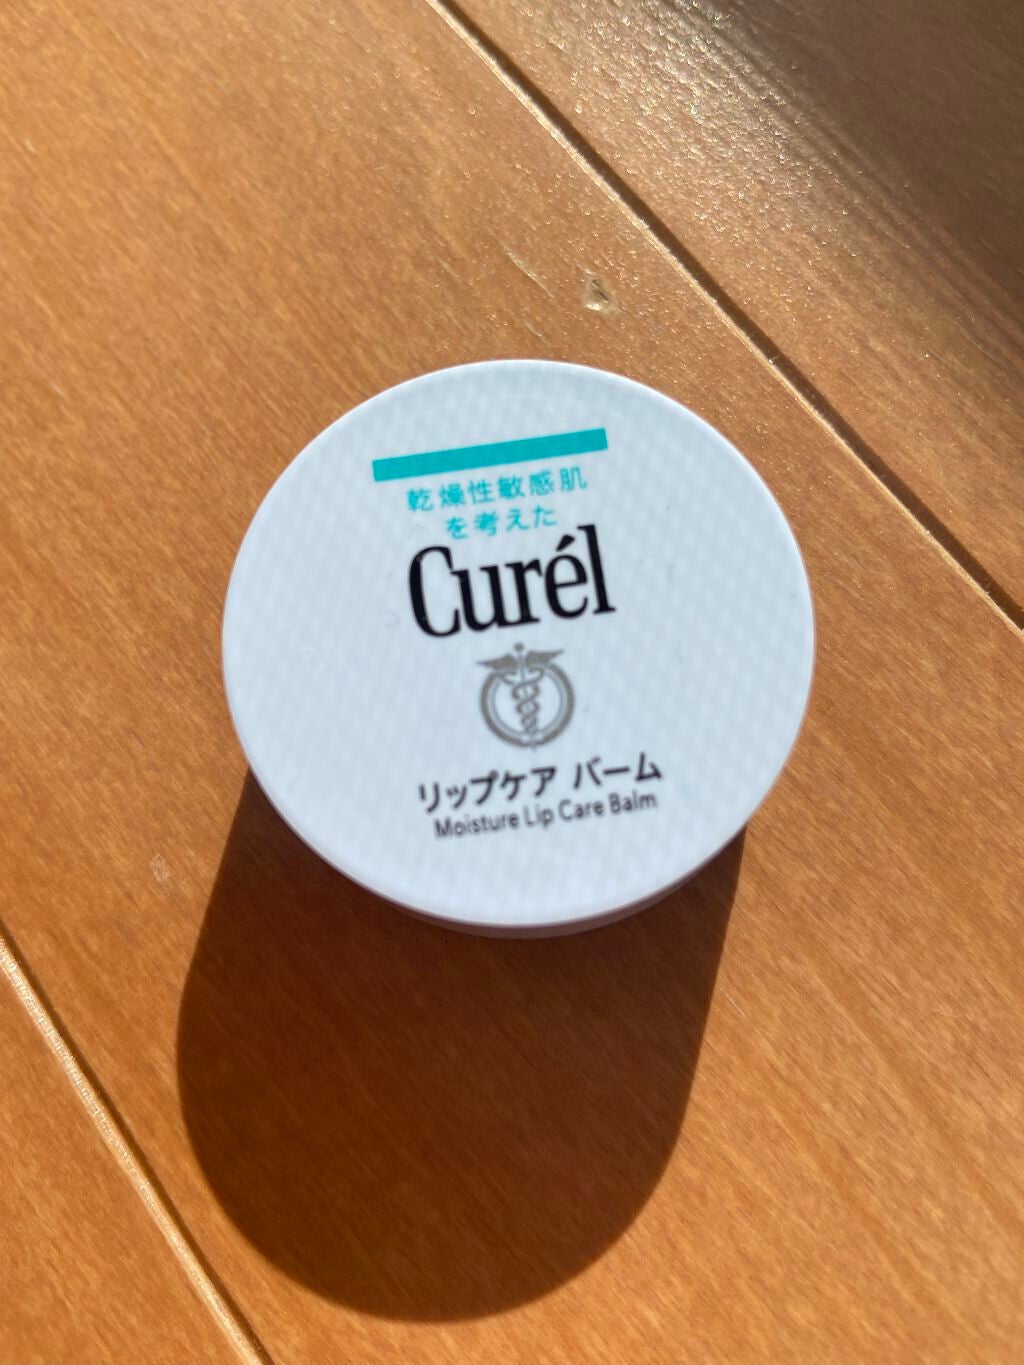 乾燥性敏感肌
を考えた
Curél
リップケア バーム
Moisture Lip Care Balm